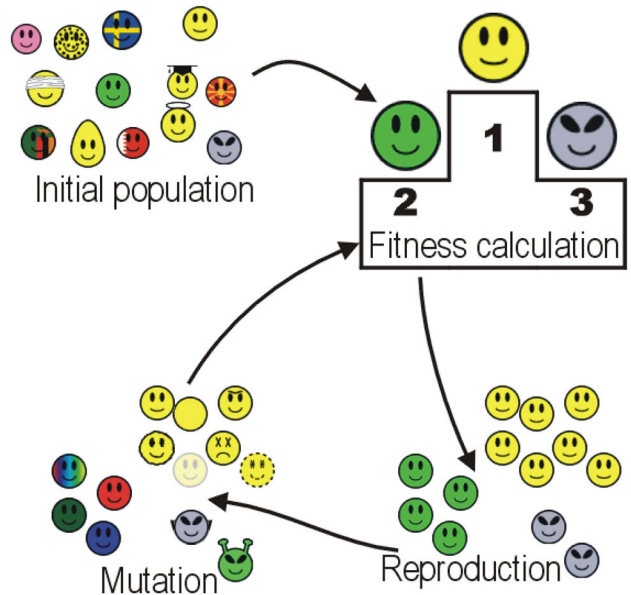 Initial population
1
2
3
Fitness calculation
Mutation
Reproduction